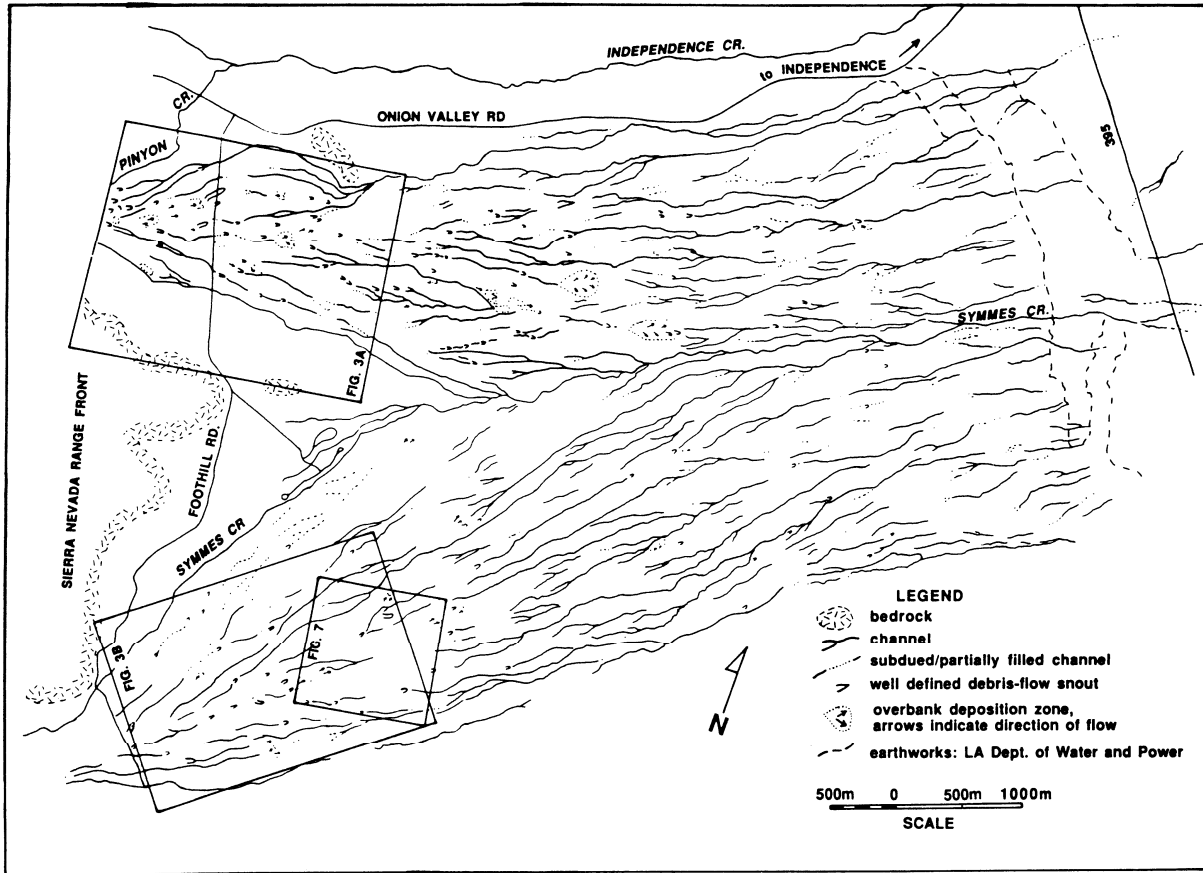 INDEPENDENCE CR.
to INDEPENDENCE
ONION VALLEY RD
PINYON CR.
395
SYMMES CR.
FIG. 3A
SIERRA NEVADA RANGE FRONT
FOOTHILL RD.
SYMMES CR
FIG. 7
FIG. 3B
N
LEGEND
bedrock
channel
subdued/partially filled channel
well defined debris-flow snout
overbank deposition zone,
arrows indicate direction of flow
earthworks: LA Dept. of Water and Power
500m 0 500m 1000m
SCALE